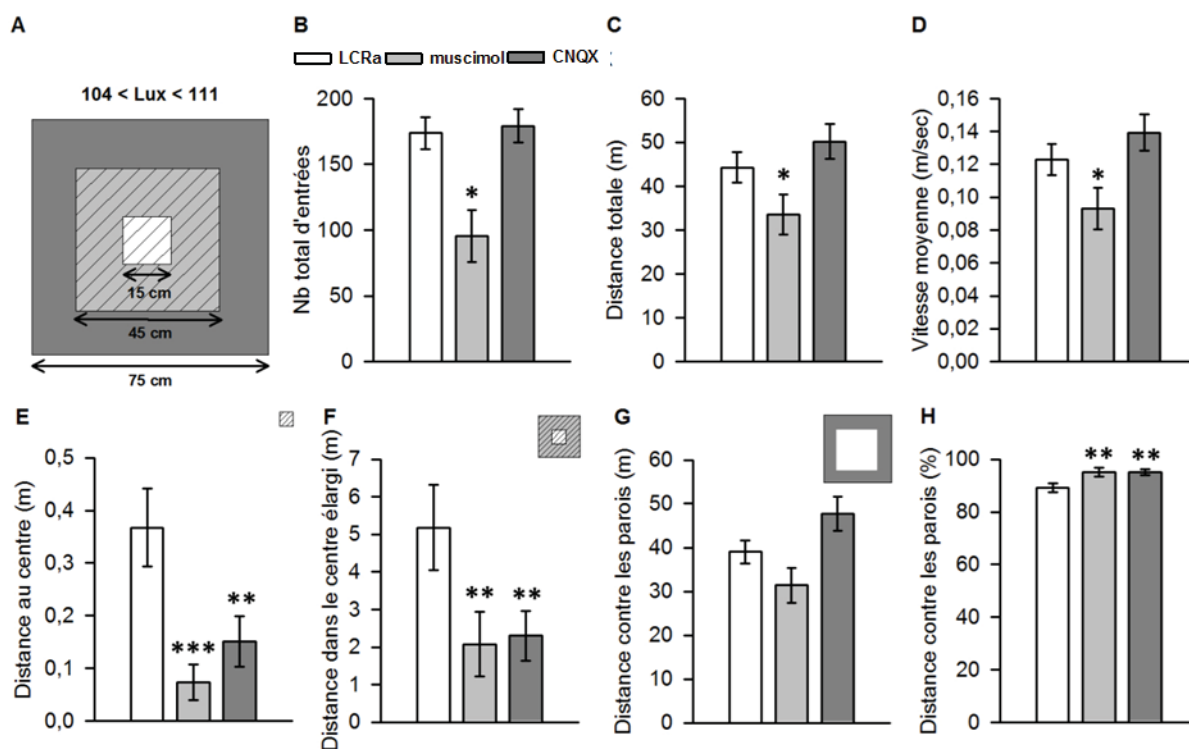 A
104 < Lux < 111
15 cm
45 cm
75 cm
B
LCRa muscimol CNQX :
Nb total d'entrées
200
150
100
50
0
*
C
Distance totale (m)
60
50
40
30
20
10
0
*
D
Vitesse moyenne (m/sec)
0,16
0,14
0,12
0,10
0,08
0,06
0,04
0,02
0,00
*
E
Distance au centre (m)
0,5
0,4
0,3
0,2
0,1
0,0
***
**
F
Distance dans le centre élargi (m)
7
6
5
4
3
2
1
0
**
**
G
Distance contre les parois (m)
60
50
40
30
20
10
0
H
Distance contre les parois (%)
100
80
60
40
20
0
**
**